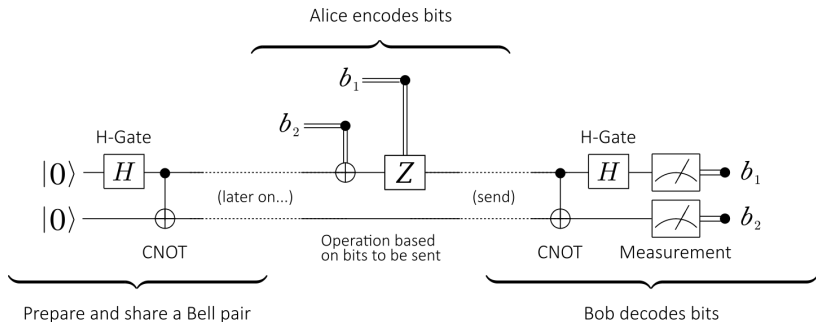 Alice encodes bits
b₁
b₂
H-Gate
H-Gate
|0⟩ H (later on...) Z (send) H b₁
|0⟩ b₂
CNOT
Operation based
on bits to be sent
CNOT
Measurement
Prepare and share a Bell pair
Bob decodes bits